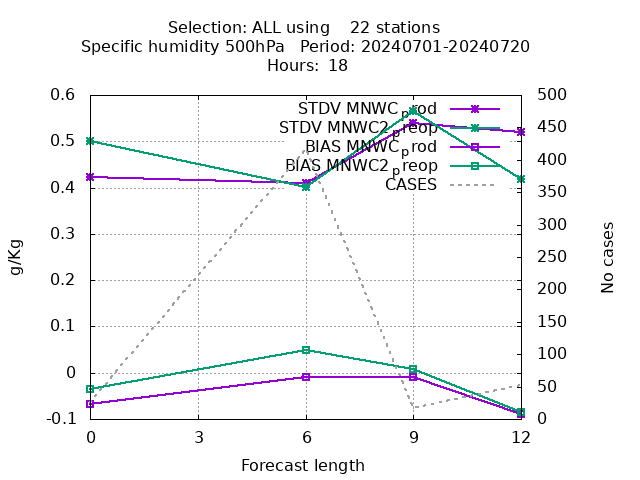 Selection: ALL using    22 stations
Specific humidity 500hPa   Period: 20240701-20240720
Hours: 18
0.6
0.5
0.4
0.3
0.2
0.1
0
-0.1
g/Kg
STDV MNWC_prod
STDV MNWC2_preop
BIAS MNWC_prod
BIAS MNWC2_preop
CASES
500
450
400
350
300
250
200
150
100
50
0
No cases
0 3 6 9 12
Forecast length